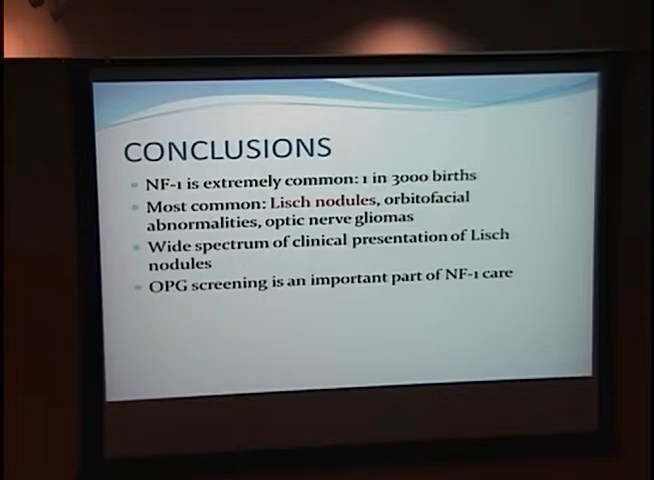 CONCLUSIONS
NF-1 is extremely common: 1 in 3000 births
Most common: Lisch nodules, orbitofacial
abnormalities, optic nerve gliomas
Wide spectrum of clinical presentation of Lisch
nodules
OPG screening is an important part of NF-1 care